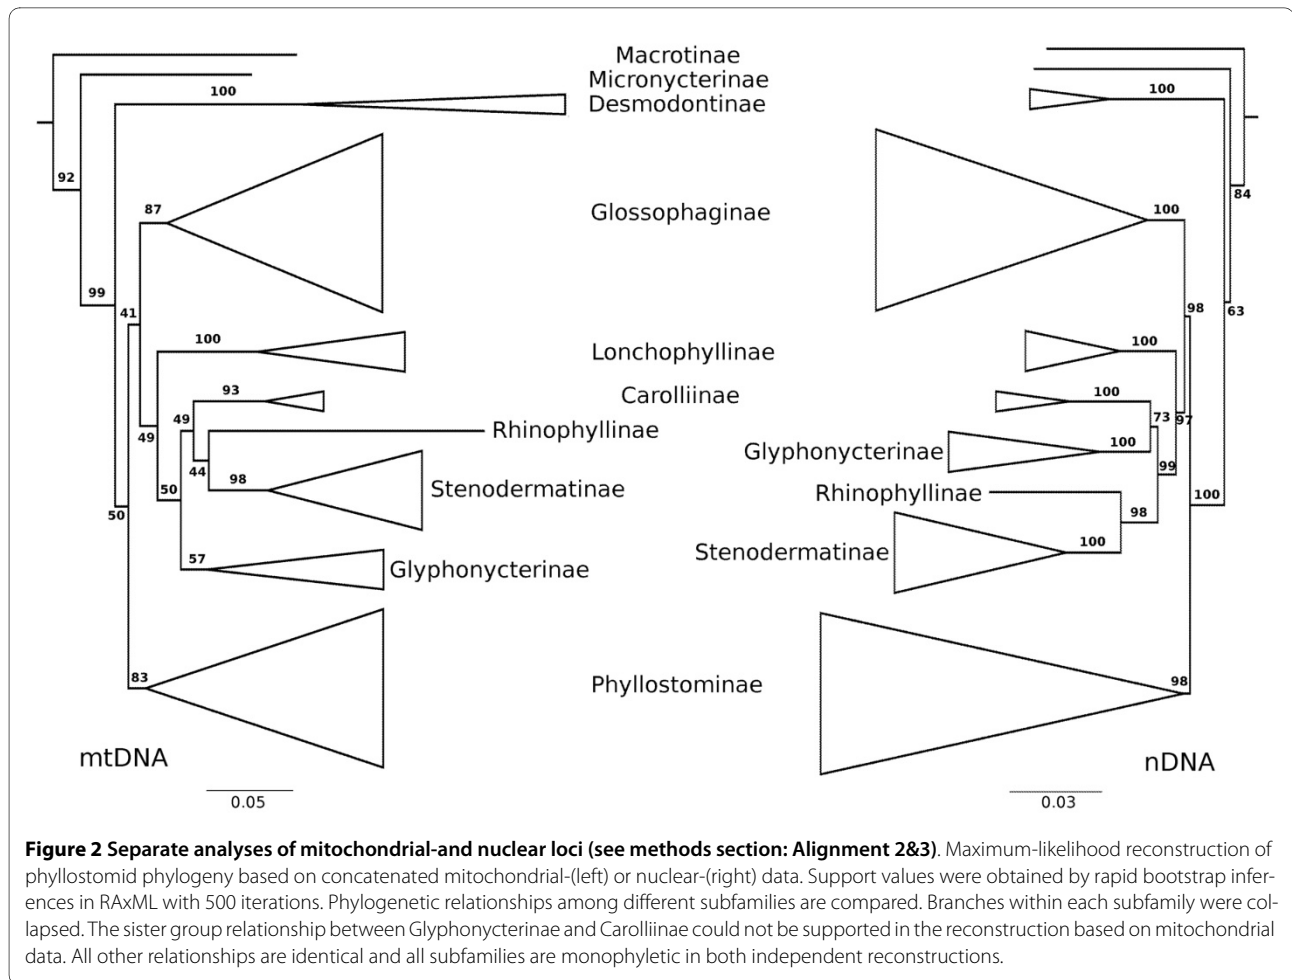 Macrotinae
Micronycterinae
100
Desmodontinae
100
92
84
87
Glossophaginae
100
99
41
98
63
100
Lonchophyllinae
100
93
Carolliinae
100
49
Rhinophyllinae
73
97
49
44
Glyphonycterinae
100
99
50
98
Stenodermatinae
Rhinophyllinae
100
50
98
57
Glyphonycterinae
Stenodermatinae
100
83
Phyllostominae
98
mtDNA
nDNA
0.05
0.03
Figure 2 Separate analyses of mitochondrial-and nuclear loci (see methods section: Alignment 2&3). Maximum-likelihood reconstruction of
phyllostomid phylogeny based on concatenated mitochondrial-(left) or nuclear-(right) data. Support values were obtained by rapid bootstrap infer-
ences in RAxML with 500 iterations. Phylogenetic relationships among different subfamilies are compared. Branches within each subfamily were col-
lapsed. The sister group relationship between Glyphonycterinae and Carolliinae could not be supported in the reconstruction based on mitochondrial
data. All other relationships are identical and all subfamilies are monophyletic in both independent reconstructions.